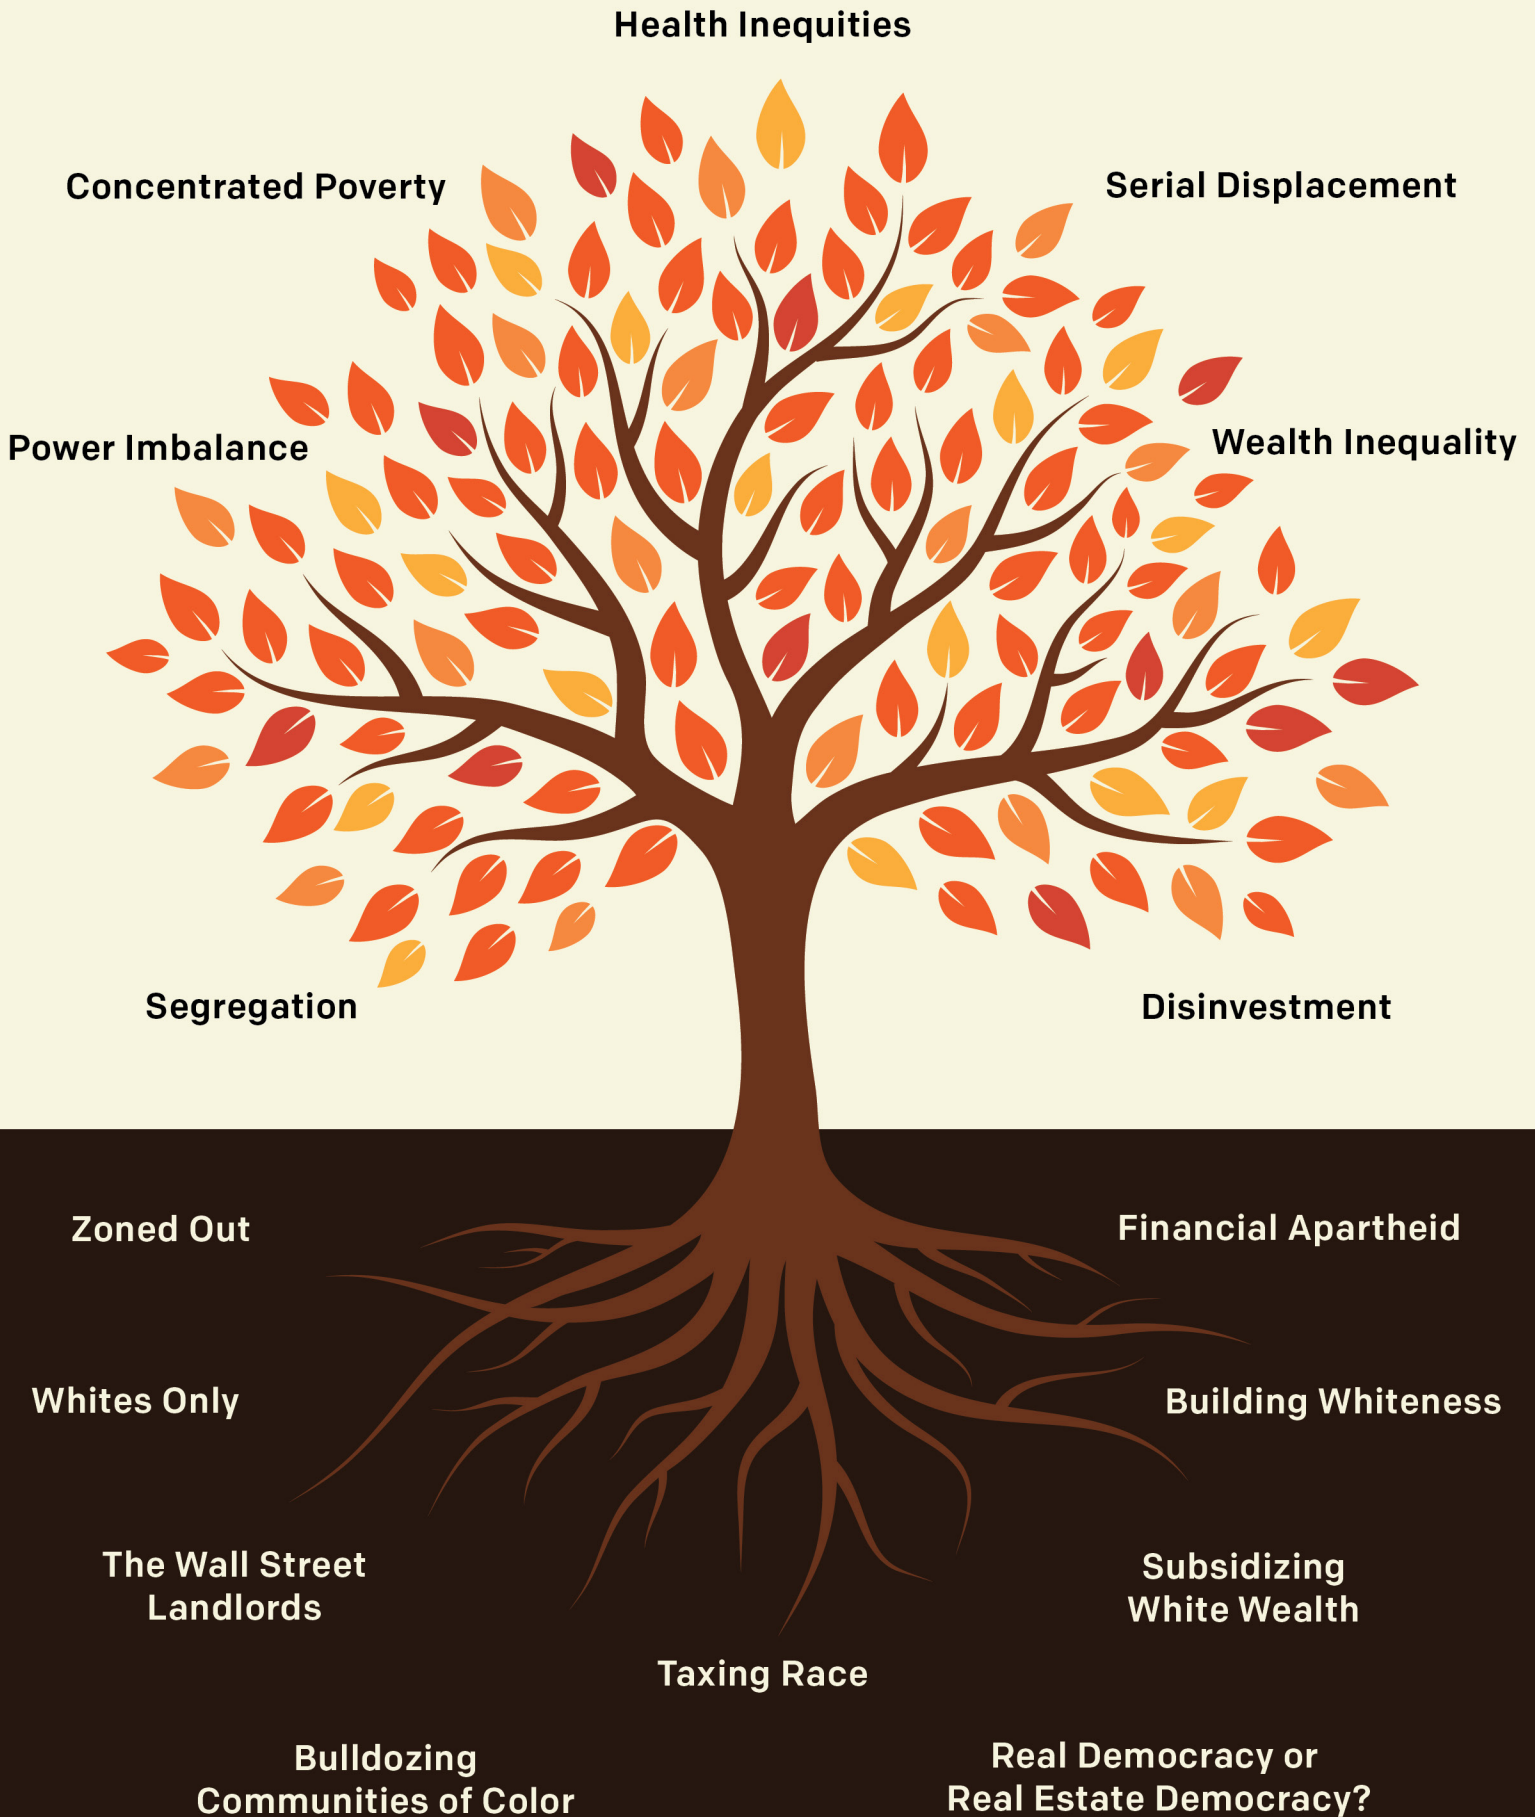 Health Inequities
Concentrated Poverty
Serial Displacement
Power Imbalance
Wealth Inequality
Segregation
Disinvestment
Zoned Out
Financial Apartheid
Whites Only
Building Whiteness
The Wall Street
Landlords
Subsidizing
White Wealth
Taxing Race
Bulldozing
Communities of Color
Real Democracy or
Real Estate Democracy?